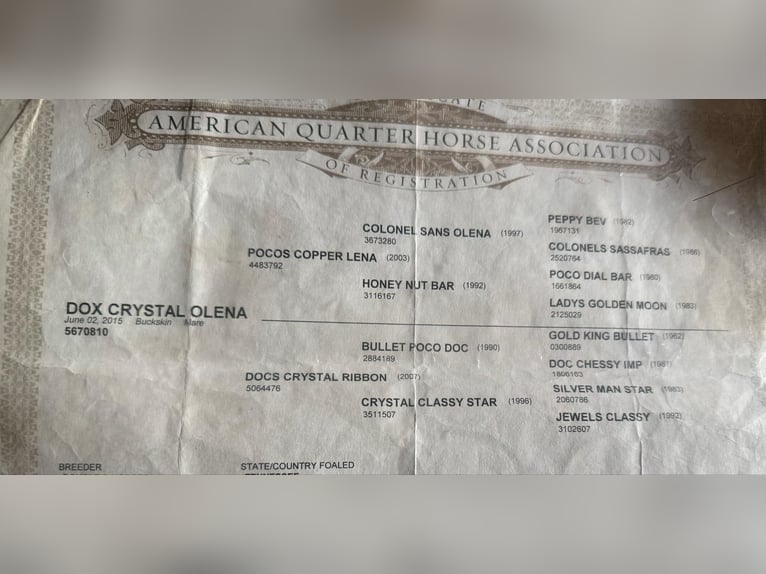 AMERICAN QUARTER HORSE ASSOCIATION
OF REGISTRATION
PEPPY BEV (1982)
1967131
COLONEL SANS OLENA (1997)
3673280
COLONELS SASSAFRAS (1986)
2520764
POCOS COPPER LENA (2003)
4483792
POCO DIAL BAR (1980)
1661864
HONEY NUT BAR (1992)
3116167
LADYS GOLDEN MOON (1983)
2125029
DOX CRYSTAL OLENA
June 02, 2015 Buckskin Mare
5670810
GOLD KING BULLET (1962)
0300889
BULLET POCO DOC (1990)
2884189
DOC CHESSY IMP
DOCS CRYSTAL RIBBON (2007)
5064476
SILVER MAN STAR (1983)
2060786
CRYSTAL CLASSY STAR (1996)
3511507
JEWELS CLASSY (1992)
3102607
BREEDER
STATE/COUNTRY FOALED
TENNESSEE